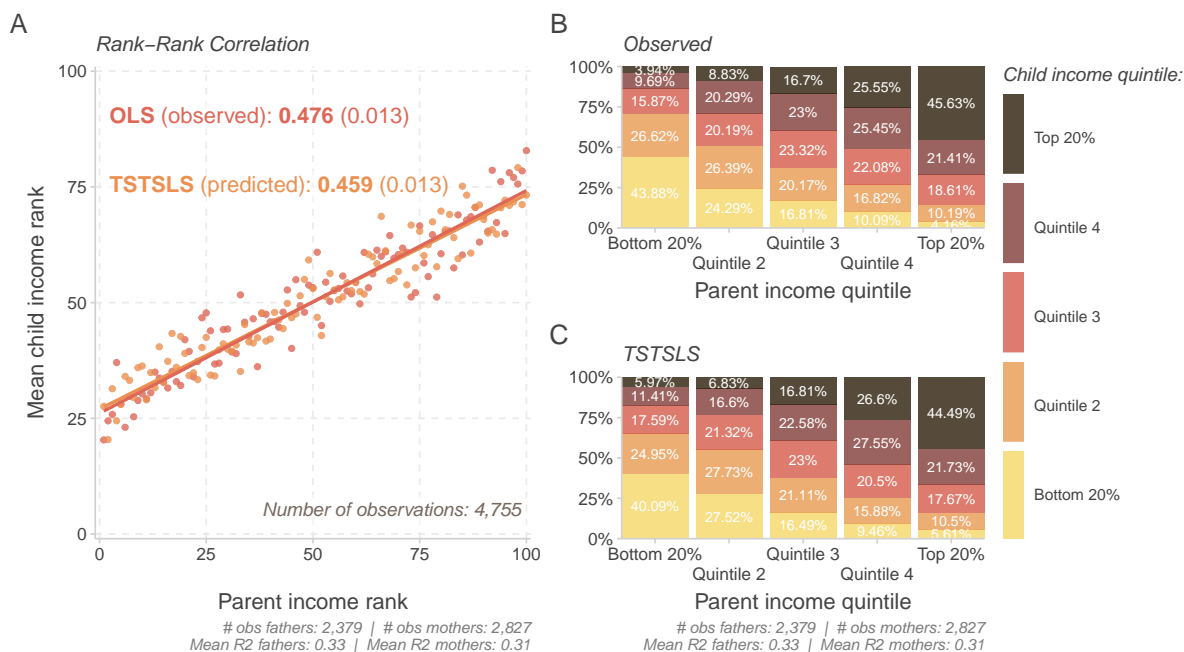 A
Rank−Rank Correlation
100
75
50
25
0
OLS (observed): 0.476 (0.013)
TSTSLS (predicted): 0.459 (0.013)
Number of observations: 4,755
0 25 50 75 100
Mean child income rank
Parent income rank
# obs fathers: 2,379 | # obs mothers: 2,827
Mean R2 fathers: 0.33 | Mean R2 mothers: 0.31
B
Observed
100%
75%
50%
25%
0%
3.94% 8.83% 16.7% 25.55% 45.63%
9.69% 20.29% 23% 25.45% 21.41%
15.87% 20.19% 23.32% 22.08% 18.61%
26.62% 26.39% 20.17% 16.82% 10.19%
43.88% 24.29% 16.81% 10.09% 4.16%
Bottom 20% Quintile 3 Top 20%
Quintile 2 Quintile 4
Parent income quintile
C
TSTSLS
100%
75%
50%
25%
0%
5.97% 6.83% 16.81% 26.6% 44.49%
11.41% 16.6% 22.58% 27.55% 21.73%
17.59% 21.32% 23% 20.5% 17.67%
24.95% 27.73% 21.11% 15.88% 10.5%
40.09% 27.52% 16.49% 9.46% 5.61%
Bottom 20% Quintile 3 Top 20%
Quintile 2 Quintile 4
Parent income quintile
# obs fathers: 2,379 | # obs mothers: 2,827
Mean R2 fathers: 0.33 | Mean R2 mothers: 0.31
Child income quintile:
Top 20%
Quintile 4
Quintile 3
Quintile 2
Bottom 20%